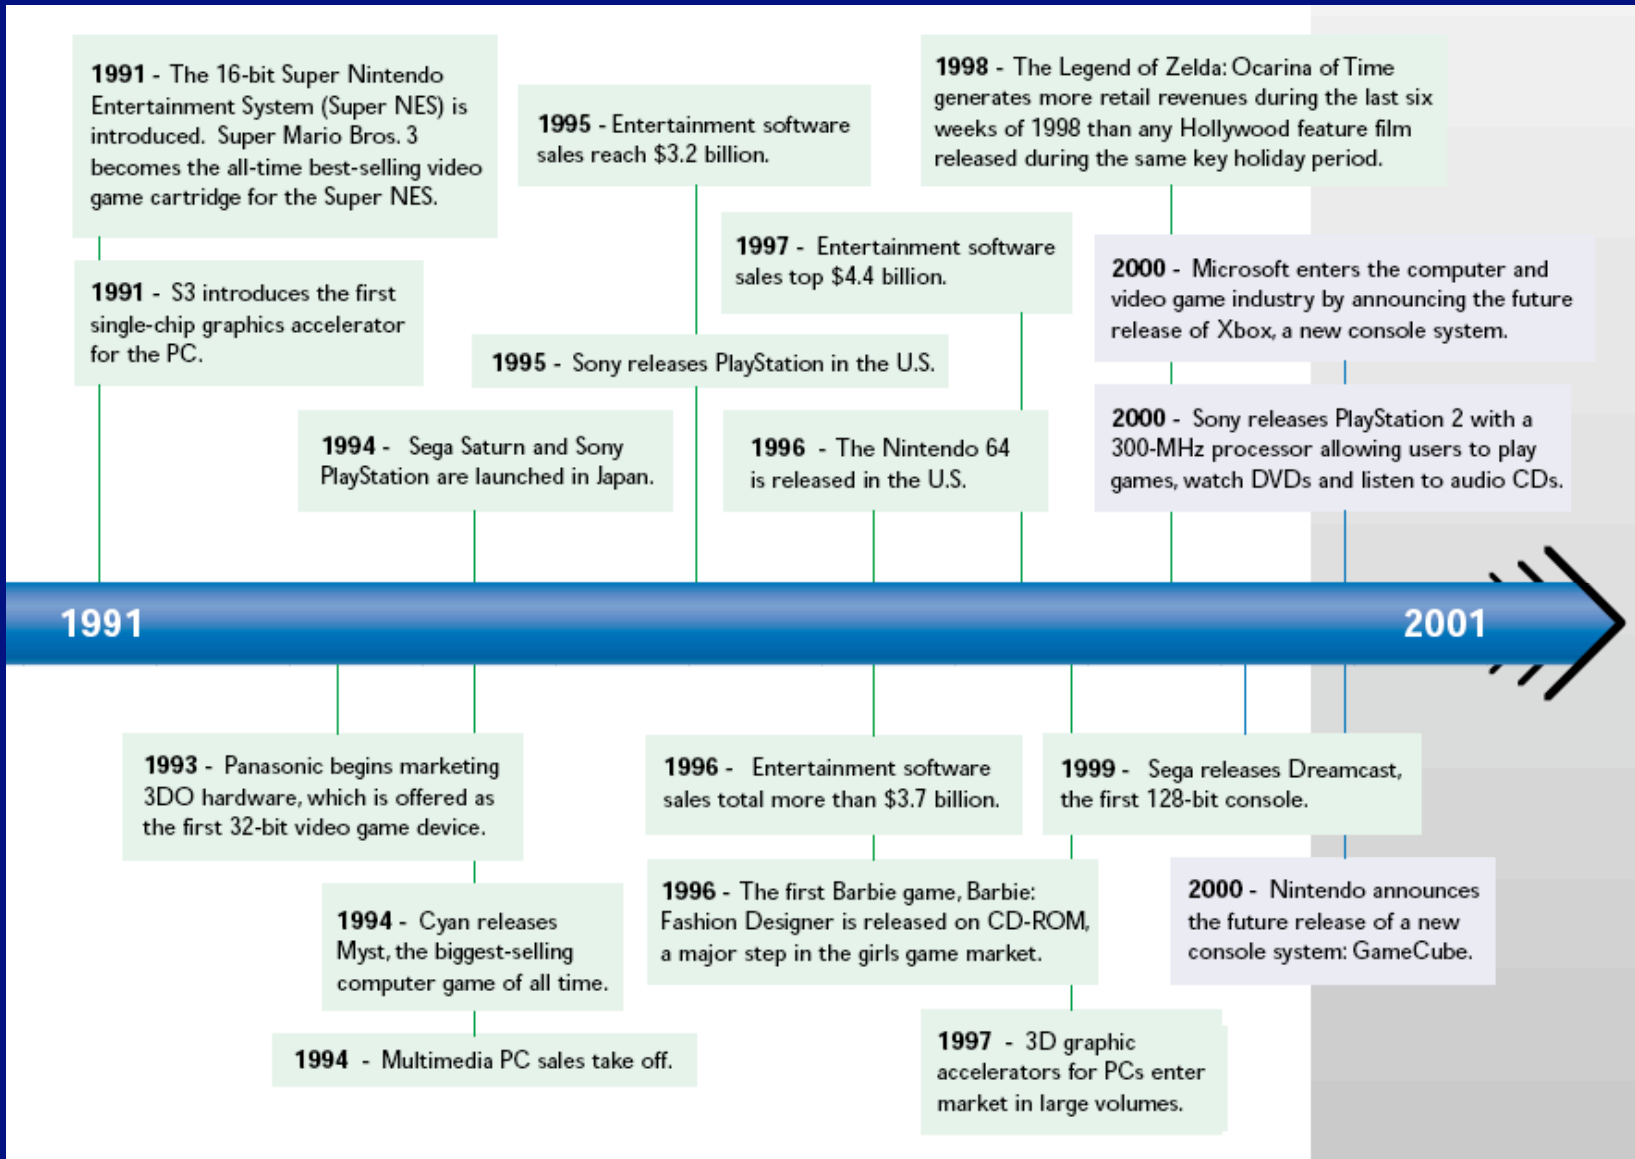 1991 - The 16-bit Super Nintendo
Entertainment System (Super NES) is
introduced. Super Mario Bros. 3
becomes the all-time best-selling video
game cartridge for the Super NES.
1991 - S3 introduces the first
single-chip graphics accelerator
for the PC.
1994 - Sega Saturn and Sony
PlayStation are launched in Japan.
1995 - Entertainment software
sales reach $3.2 billion.
1995 - Sony releases PlayStation in the U.S.
1997 - Entertainment software
sales top $4.4 billion.
1996 - The Nintendo 64
is released in the U.S.
1998 - The Legend of Zelda: Ocarina of Time
generates more retail revenues during the last six
weeks of 1998 than any Hollywood feature film
released during the same key holiday period.
2000 - Microsoft enters the computer and
video game industry by announcing the future
release of Xbox, a new console system.
2000 - Sony releases PlayStation 2 with a
300-MHz processor allowing users to play
games, watch DVDs and listen to audio CDs.
1991
2001
1993 - Panasonic begins marketing
3DO hardware, which is offered as
the first 32-bit video game device.
1994 - Cyan releases
Myst, the biggest-selling
computer game of all time.
1994 - Multimedia PC sales take off.
1996 - Entertainment software
sales total more than $3.7 billion.
1996 - The first Barbie game, Barbie:
Fashion Designer is released on CD-ROM,
a major step in the girls game market.
1997 - 3D graphic
accelerators for PCs enter
market in large volumes.
1999 - Sega releases Dreamcast,
the first 128-bit console.
2000 - Nintendo announces
the future release of a new
console system: GameCube.